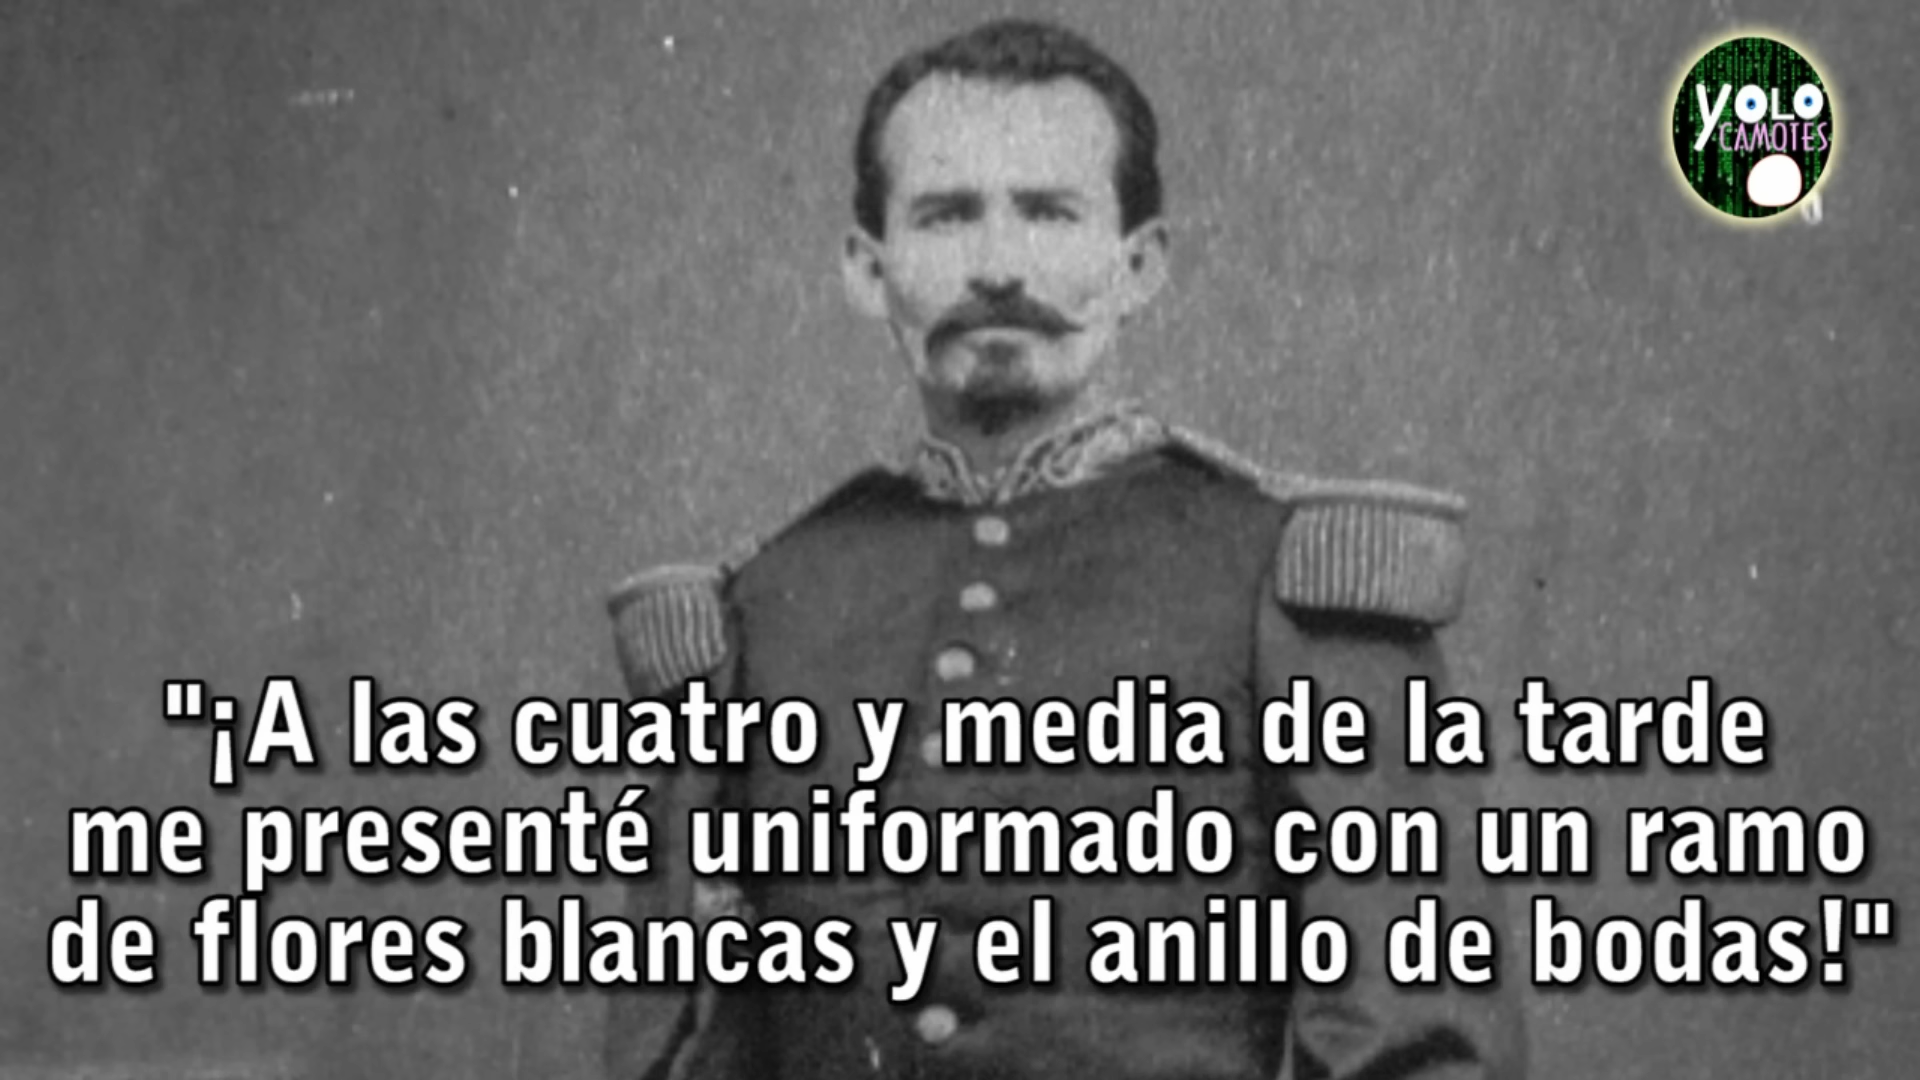 YOLO
CAMOTES
"¡A las cuatro y media de la tarde
me presenté uniformado con un ramo
de flores blancas y el anillo de bodas!"